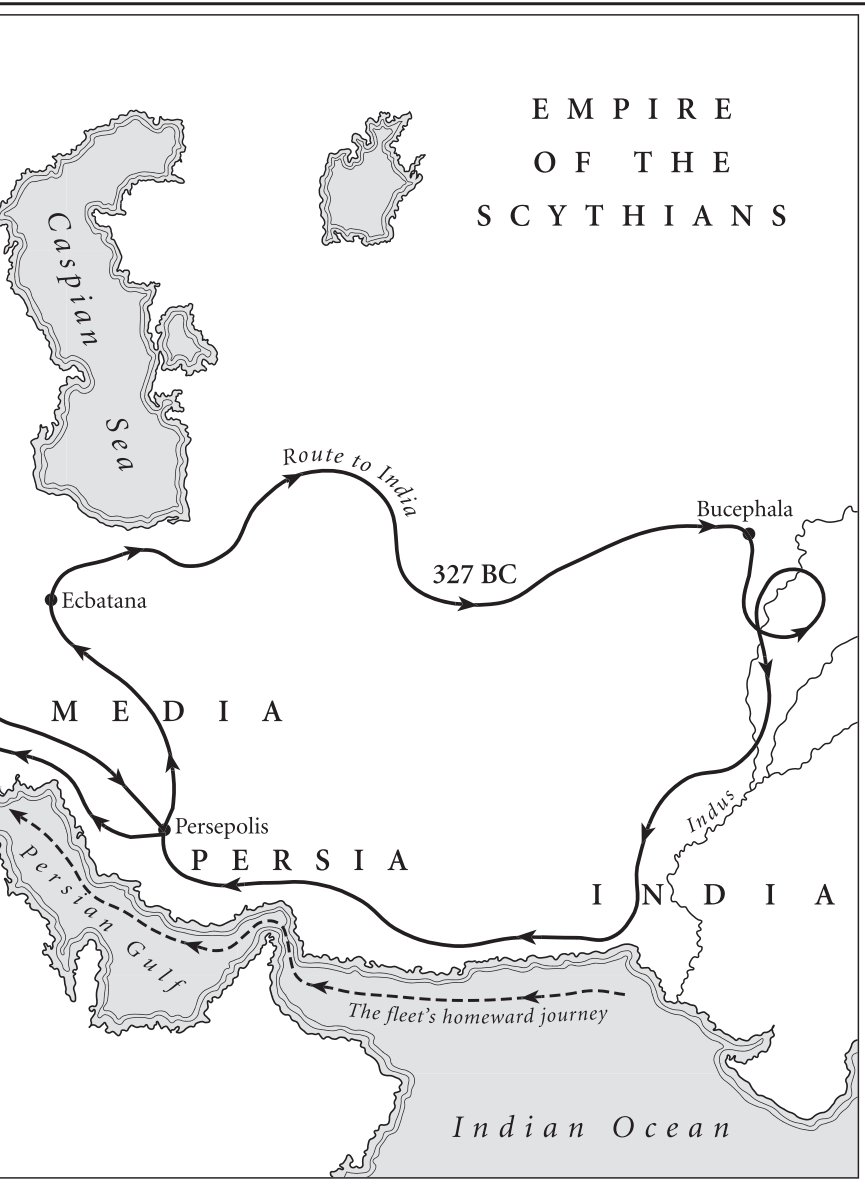 EMPIRE
OF THE
SCYTHIANS
Caspian
Sea
Route to India
Bucephala
327 BC
Ecbatana
MEDIA
Indus
Persepolis
PERSIA
INDIA
Persian Gulf
The fleet's homeward journey
Indian Ocean